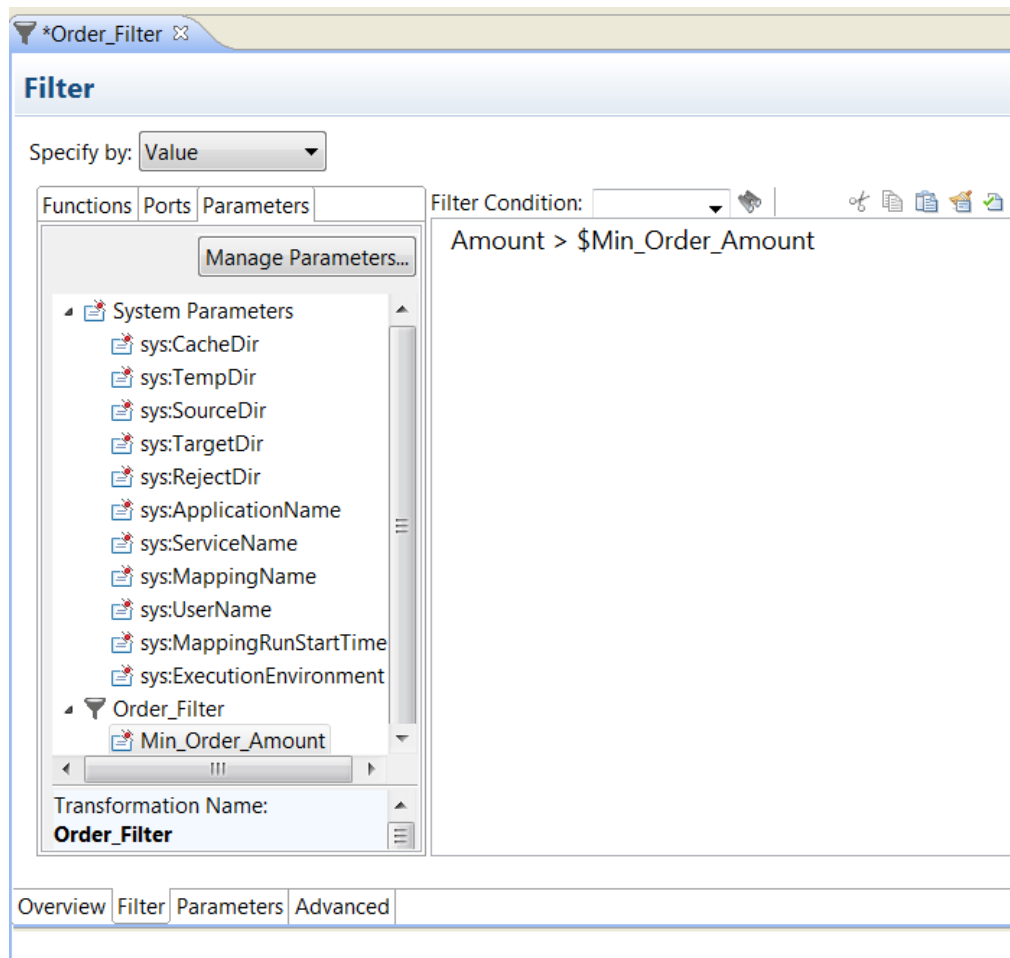 *Order_Filter
Filter
Specify by: Value
Functions Ports Parameters
Filter Condition:
Manage Parameters...
Amount > $Min_Order_Amount
System Parameters
sys:CacheDir
sys:TempDir
sys:SourceDir
sys:TargetDir
sys:RejectDir
sys:ApplicationName
sys:ServiceName
sys:MappingName
sys:UserName
sys:MappingRunStartTime
sys:ExecutionEnvironment
Order_Filter
Min_Order_Amount
Transformation Name:
Order_Filter
Overview Filter Parameters Advanced